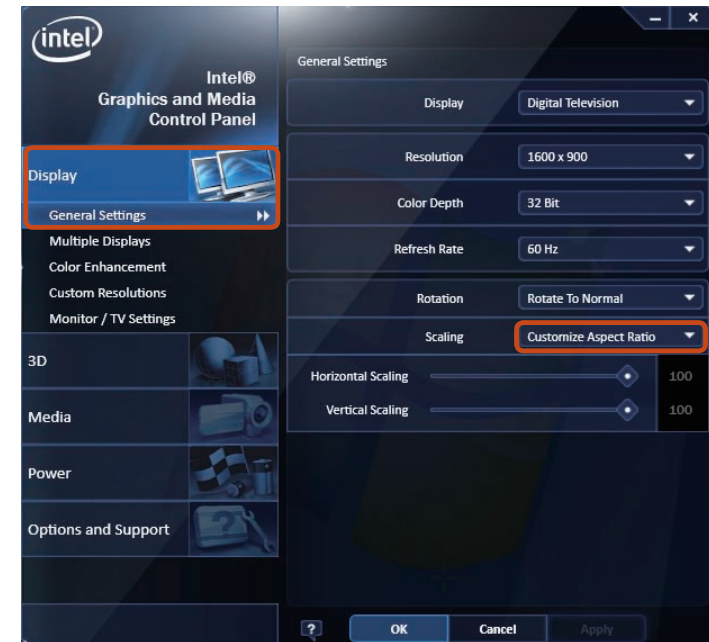 intel
Intel®
Graphics and Media
Control Panel
Display
General Settings
Multiple Displays
Color Enhancement
Custom Resolutions
Monitor / TV Settings
3D
Media
Power
Options and Support
General Settings
Display Digital Television
Resolution 1600 x 900
Color Depth 32 Bit
Refresh Rate 60 Hz
Rotation Rotate To Normal
Scaling Customize Aspect Ratio
Horizontal Scaling 100
Vertical Scaling 100
? OK Cancel Apply